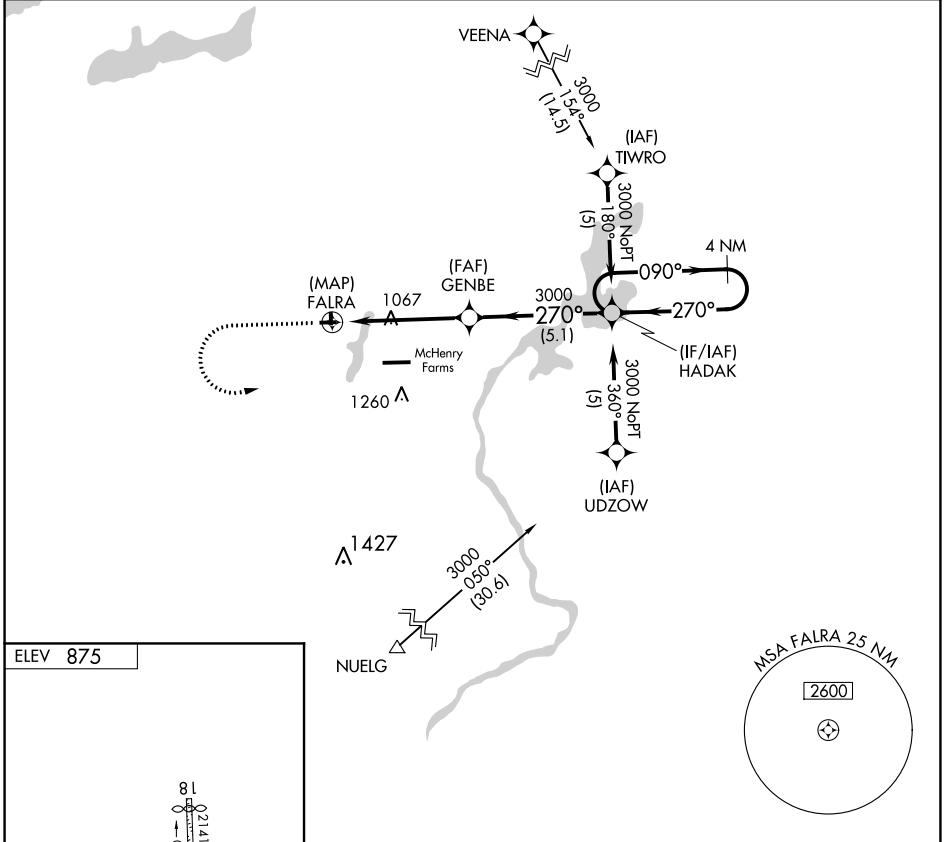 VEENA
3000
154°
(14.5)
(IAF)
TIWRO
3000 NoPT
180°
(5)
4 NM
090°
(FAF)
GENBE
(MAP)
FALRA
1067
3000
270°
(5.1)
270°
McHenry
Farms
(IF/IAF)
HADAK
1260
3000 NoPT
360°
(5)
(IAF)
UDZOW
1427
3000
050°
(30.6)
NUELG
ELEV 875
MSA FALRA 25 NM
2600
18
2141